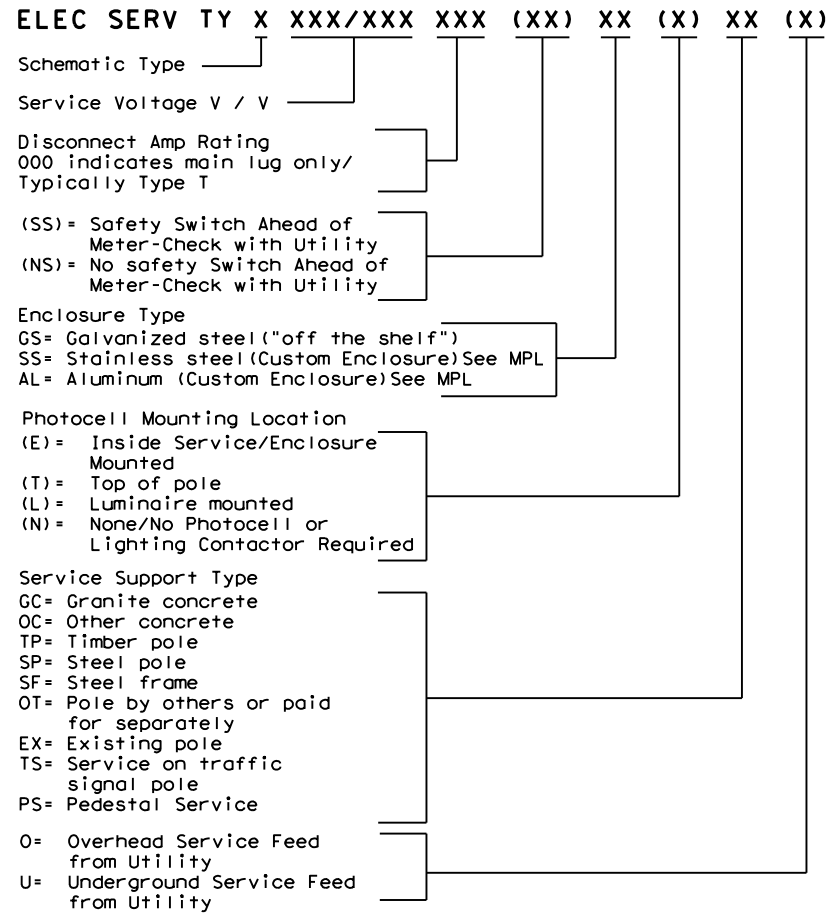 ELEC SERV TY X XXX/XXX XXX (XX) XX (X) XX (X)
Schematic Type
Service Voltage V / V
Disconnect Amp Rating
000 indicates main lug only/
Typically Type T
(SS)= Safety Switch Ahead of
Meter-Check with Utility
(NS)= No safety Switch Ahead of
Meter-Check with Utility
Enclosure Type
GS= Galvanized steel("off the shelf")
SS= Stainless steel(Custom Enclosure)See MPL
AL= Aluminum (Custom Enclosure)See MPL
Photocell Mounting Location
(E)= Inside Service/Enclosure
Mounted
(T)= Top of pole
(L)= Luminaire mounted
(N)= None/No Photocell or
Lighting Contactor Required
Service Support Type
GC= Granite concrete
OC= Other concrete
TP= Timber pole
SP= Steel pole
SF= Steel frame
OT= Pole by others or paid
for separately
EX= Existing pole
TS= Service on traffic
signal pole
PS= Pedestal Service
O= Overhead Service Feed
from Utility
U= Underground Service Feed
from Utility